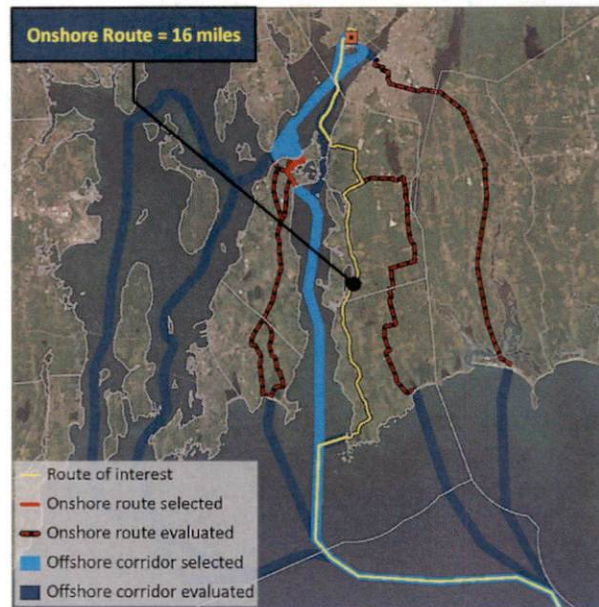 Onshore Route = 16 miles
Route of interest
Onshore route selected
Onshore route evaluated
Offshore corridor selected
Offshore corridor evaluated